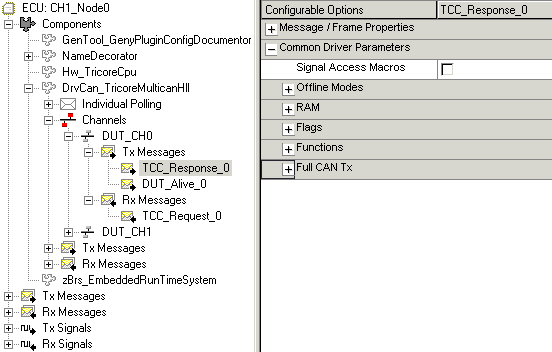 ECU: CH1_Node0
Components
GenTool_GenyPluginConfigDocumentor
NameDecorator
Hw_TricoreCpu
DrvCan_TricoreMulticanHll
Individual Polling
Channels
DUT_CH0
Tx Messages
TCC_Response_0
DUT_Alive_0
Rx Messages
TCC_Request_0
DUT_CH1
Tx Messages
Rx Messages
zBrs_EmbeddedRunTimeSystem
Tx Messages
Rx Messages
Tx Signals
Rx Signals
Configurable Options TCC_Response_0
Message / Frame Properties
Common Driver Parameters
Signal Access Macros
Offline Modes
RAM
Flags
Functions
Full CAN Tx